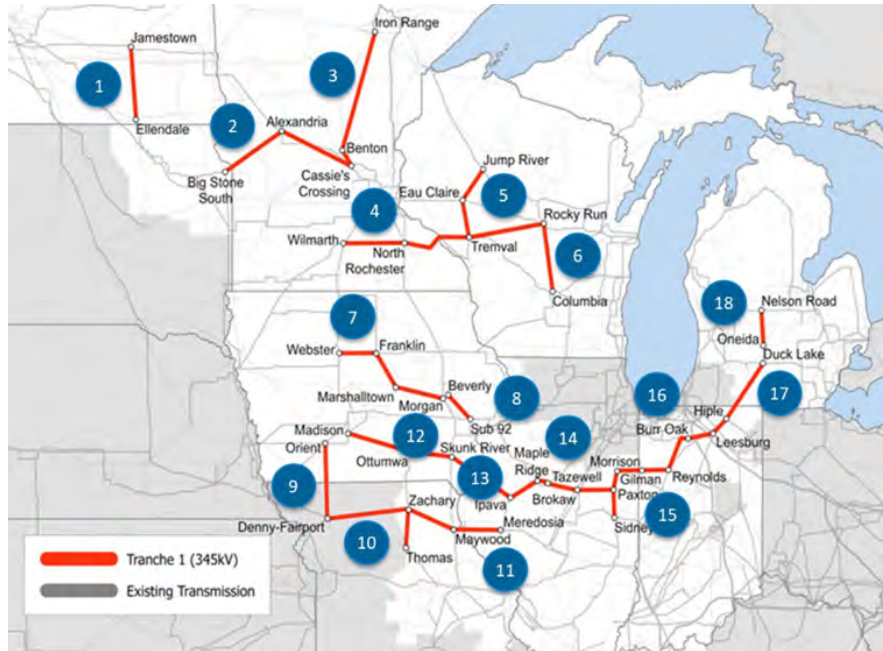 Iron Range
Jamestown
3
1
2
Alexandria
Ellendale
Benton
Big Stone
South
Cassie's
Crossing
Jump River
Eau Claire
5
4
Rocky Run
Wilmarth
North
Rochester
Tremval
6
Columbia
18
Nelson Road
7
Oneida
Webster
Franklin
Duck Lake
Beverly
8
16
17
Marshalltown
Morgan
Hiple
Sub 92
Madison
12
14
Burr Oak
Orient
Skunk River
Leesburg
Ottumwa
Maple
Ridge
Morrison
13
Tazewell
Gilman
Reynolds
9
Ipava
Brokaw
Paxton
Zachary
15
Denny-Fairport
Meredosia
Sidney
10
Maywood
Thomas
11
Tranche 1 (345kV)
Existing Transmission